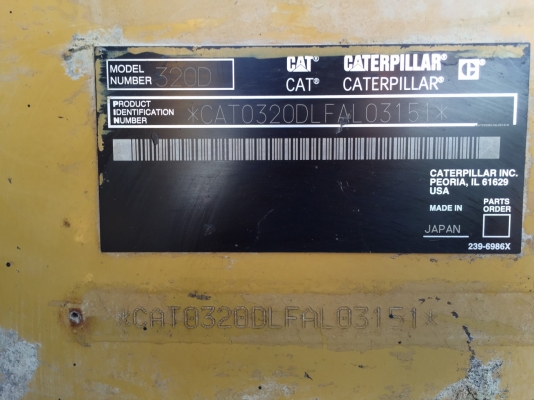 MODEL NUMBER 320D
CAT CATERPILLAR C
CAT® CATERPILLAR®
PRODUCT IDENTIFICATION NUMBER *CAT0320DLFAL03151*
CATERPILLAR INC.
PEORIA, IL 61629
USA
MADE IN
PARTS ORDER
JAPAN
239-6986X
*CAT0320DLFAL03151*